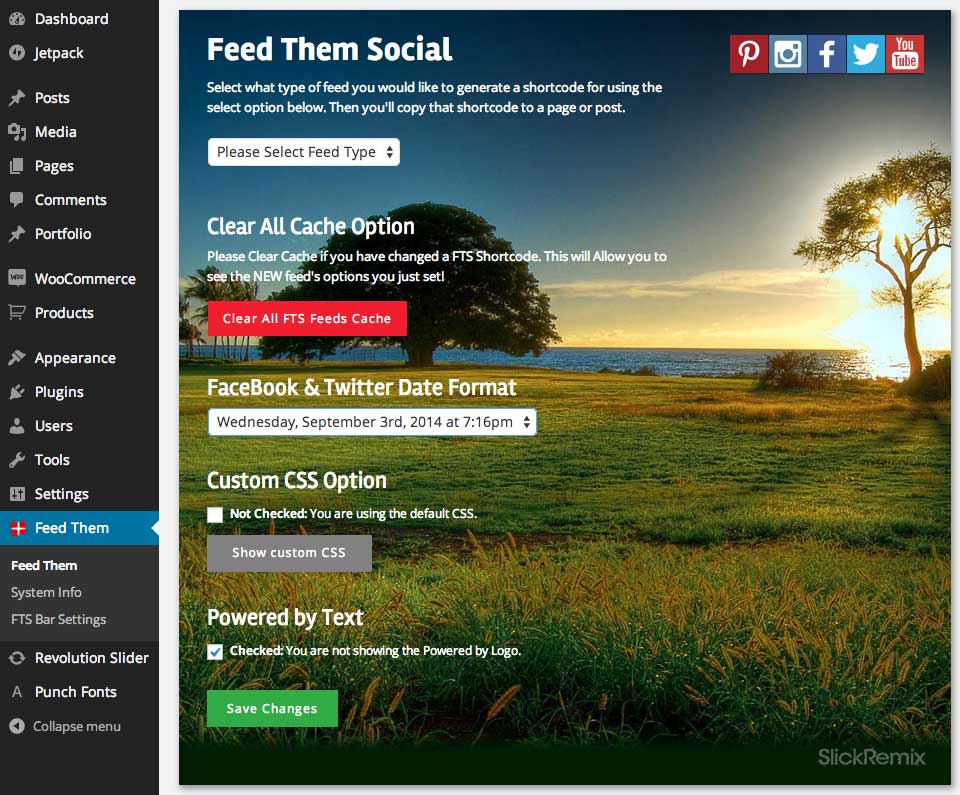 Dashboard
Jetpack
Posts
Media
Pages
Comments
Portfolio
WOO
WooCommerce
Products
Appearance
Plugins
Users
Tools
Settings
Feed Them
Feed Them
System Info
FTS Bar Settings
Revolution Slider
A Punch Fonts
Collapse menu
Feed Them Social
You
Tube
Select what type of feed you would like to generate a shortcode for using the
select option below. Then you'll copy that shortcode to a page or post.
Please Select Feed Type
Clear All Cache Option
Please Clear Cache if you have changed a FTS Shortcode. This will Allow you to
see the NEW feed's options you just set!
Clear All FTS Feeds Cache
FaceBook & Twitter Date Format
Wednesday, September 3rd, 2014 at 7:16pm
Custom CSS Option
Not Checked: You are using the default CSS.
Show custom CSS
Powered by Text
Checked: You are not showing the Powered by Logo.
Save Changes
SlickRemix